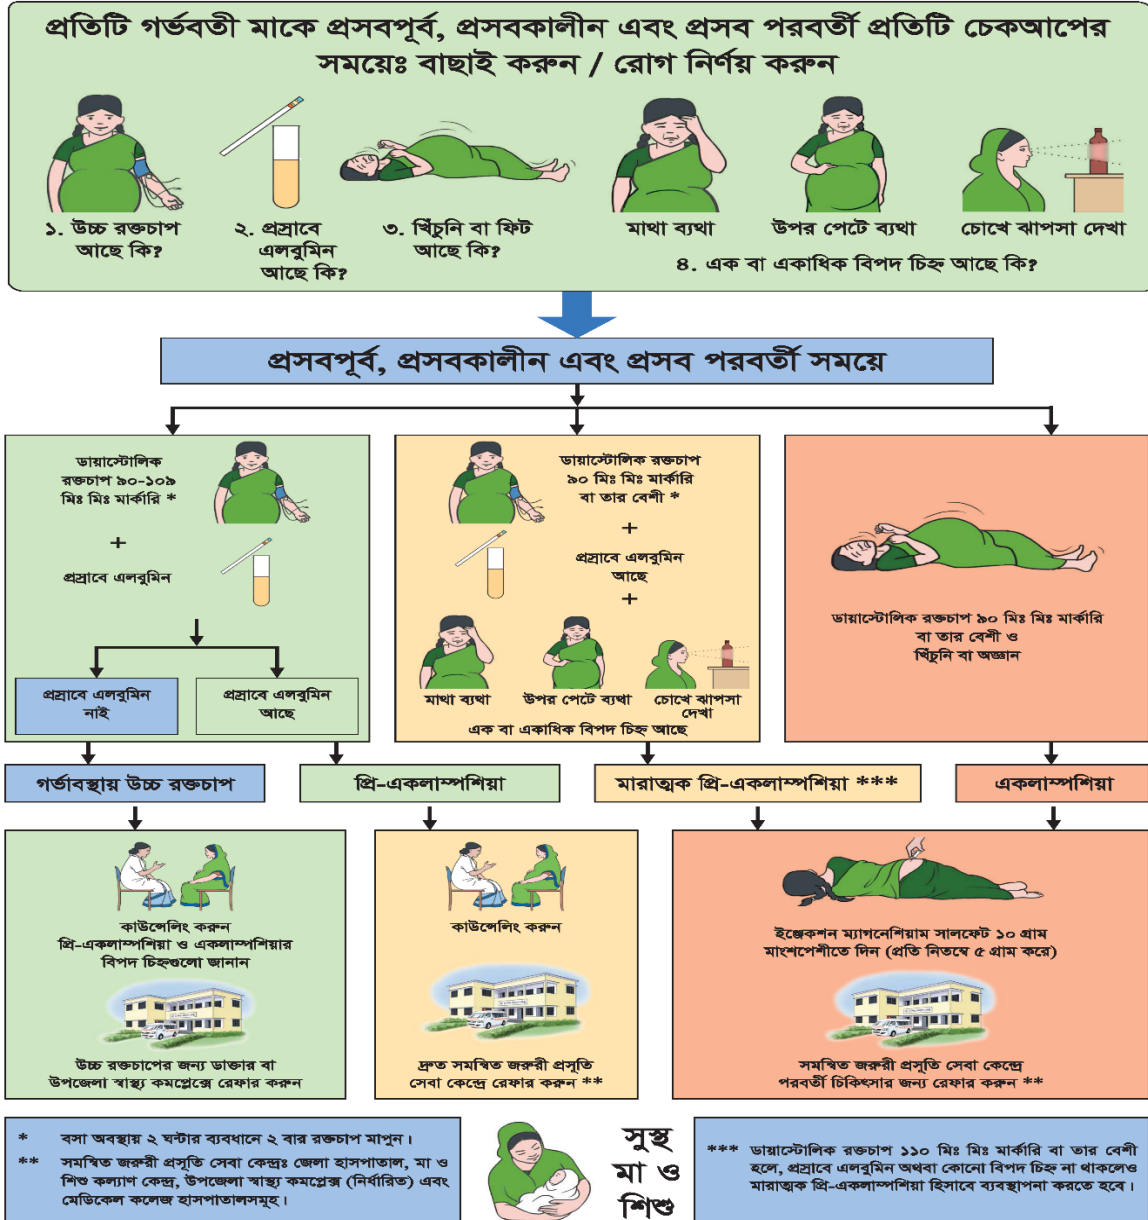 প্রতিটি গর্ভবতী মাকে প্রসবপূর্ব, প্রসবকালীন এবং প্রসব পরবর্তী প্রতিটি চেকআপের
সময়েঃ বাছাই করুন / রোগ নির্ণয় করুন
১. উচ্চ রক্তচাপ
আছে কি?
২. প্রস্রাবে
এলবুমিন
আছে কি?
৩. খিঁচুনি বা ফিট
আছে কি?
মাথা ব্যথা
উপর পেটে ব্যথা
চোখে ঝাপসা দেখা
৪. এক বা একাধিক বিপদ চিহ্ন আছে কি?
প্রসবপূর্ব, প্রসবকালীন এবং প্রসব পরবর্তী সময়ে
ডায়াস্টোলিক
রক্তচাপ ৯০-১০৯
মিঃ মিঃ মার্কারি *
+
প্রস্রাবে এলবুমিন
প্রস্রাবে এলবুমিন
নাই
প্রস্রাবে এলবুমিন
আছে
ডায়াস্টোলিক রক্তচাপ
৯০ মিঃ মিঃ মার্কারি
বা তার বেশী *
+
প্রস্রাবে এলবুমিন
আছে
+
মাথা ব্যথা
উপর পেটে ব্যথা
চোখে ঝাপসা
দেখা
এক বা একাধিক বিপদ চিহ্ন আছে
ডায়াস্টোলিক রক্তচাপ ৯০ মিঃ মিঃ মার্কারি
বা তার বেশী ও
খিঁচুনি বা অজ্ঞান
গর্ভাবস্থায় উচ্চ রক্তচাপ
প্রি-একলাম্পশিয়া
মারাত্মক প্রি-একলাম্পশিয়া ***
একলাম্পশিয়া
কাউন্সেলিং করুন
প্রি-একলাম্পশিয়া ও একলাম্পশিয়ার
বিপদ চিহ্নগুলো জানান
উচ্চ রক্তচাপের জন্য ডাক্তার বা
উপজেলা স্বাস্থ্য কমপ্লেক্সে রেফার করুন
কাউন্সেলিং করুন
দ্রুত সমন্বিত জরুরী প্রসূতি
সেবা কেন্দ্রে রেফার করুন **
ইঞ্জেকশন ম্যাগনেশিয়াম সালফেট ১০ গ্রাম
মাংশপেশীতে দিন (প্রতি নিতম্বে ৫ গ্রাম করে)
সমন্বিত জরুরী প্রসূতি সেবা কেন্দ্রে
পরবর্তী চিকিৎসার জন্য রেফার করুন **
* বসা অবস্থায় ২ ঘন্টার ব্যবধানে ২ বার রক্তচাপ মাপুন।
** সমন্বিত জরুরী প্রসূতি সেবা কেন্দ্রঃ জেলা হাসপাতাল, মা ও
শিশু কল্যাণ কেন্দ্র, উপজেলা স্বাস্থ্য কমপ্লেক্স (নির্ধারিত) এবং
মেডিকেল কলেজ হাসপাতালসমূহ।
সুস্থ
মা ও
শিশু
*** ডায়াস্টোলিক রক্তচাপ ১১০ মিঃ মিঃ মার্কারি বা তার বেশী
হলে, প্রস্রাবে এলবুমিন অথবা কোনো বিপদ চিহ্ন না থাকলেও
মারাত্মক প্রি-একলাম্পশিয়া হিসাবে ব্যবস্থাপনা করতে হবে।